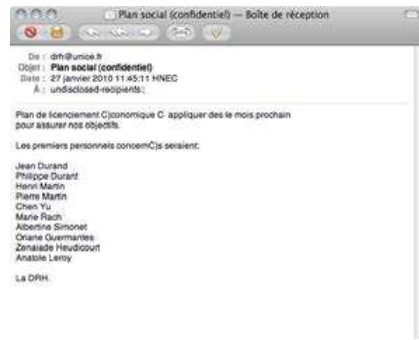 Plan social (confidentiel) — Boîte de réception
De : drh@unice.fr
Objet : Plan social (confidentiel)
Date : 27 janvier 2010 11:45:11 HNEC
À : undisclosed-recipients:;
Plan de licenciement C)conomique C appliquer des le mois prochain
pour assurer nos objectifs.
Les premiers personnels concernC)s seraient:
Jean Durand
Philippe Durant
Henri Martin
Pierre Martin
Chen Yu
Marie Rach
Albertine Simonet
Oriane Guermantes
Zenaiade Heudicourt
Anatole Leroy
La DRH.